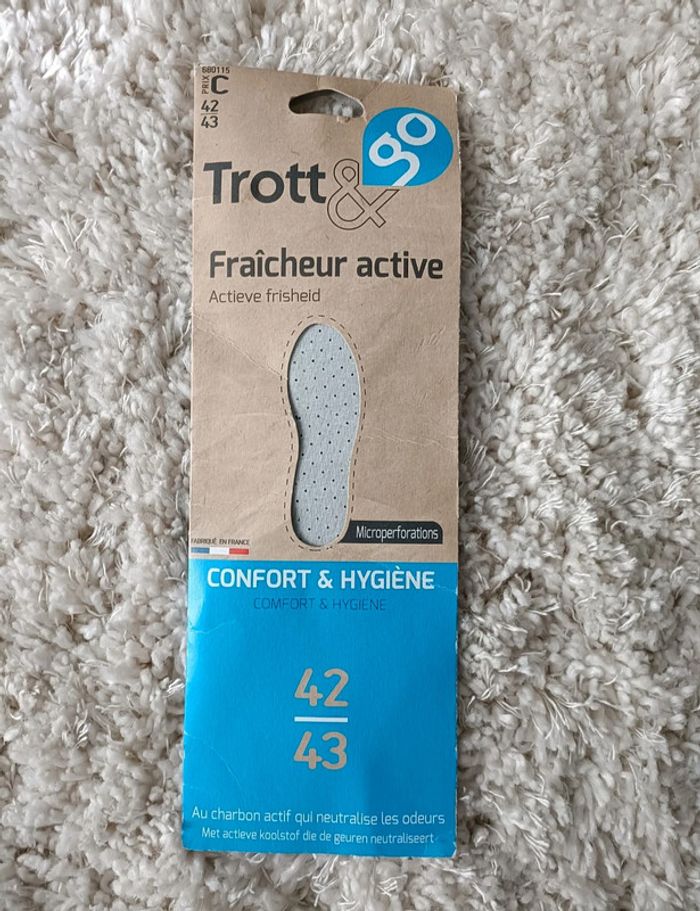 680115
PRIX C
42
43
Trott&go
Fraîcheur active
Actieve frisheid
Microperforations
FABRIQUÉ EN FRANCE
CONFORT & HYGIÈNE
COMFORT & HYGIENE
42
43
Au charbon actif qui neutralise les odeurs
Met actieve koolstof die de geuren neutraliseert